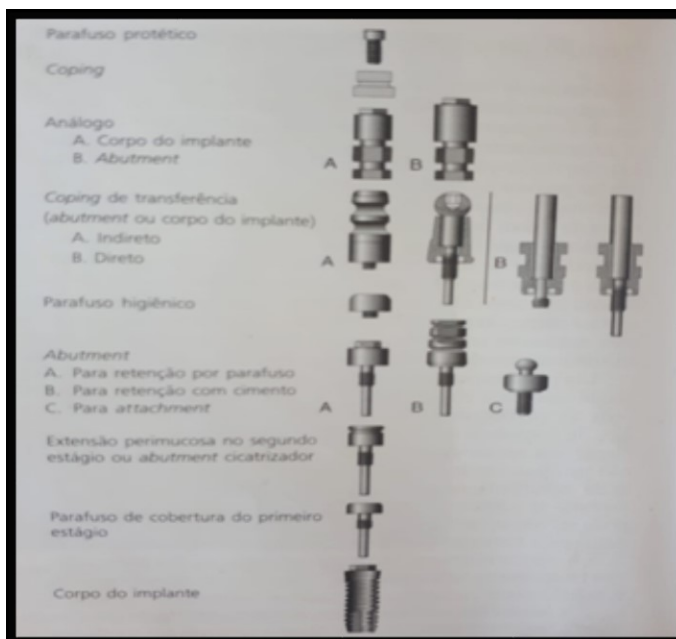 Parafuso protético
Coping
Análogo
A. Corpo do implante
B. Abutment
A
B
Coping de transferência
(abutment ou corpo do implante)
A. Indireto
B. Direto
A
B
Parafuso higiênico
Abutment
A. Para retenção por parafuso
B. Para retenção com cimento
C. Para attachment
A
B
C
Extensão perimucosa no segundo
estágio ou abutment cicatrizador
Parafuso de cobertura do primeiro
estágio
Corpo do implante